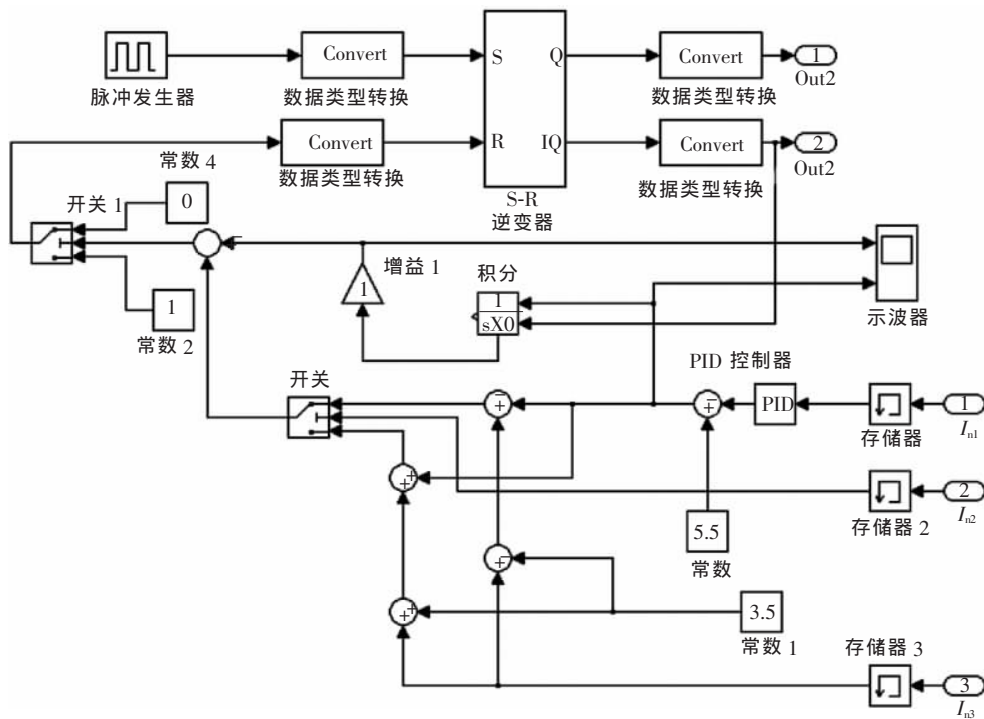 脉冲发生器
Convert
数据类型转换
S
Q
R
IQ
S-R
逆变器
Convert
数据类型转换
1
Out2
Convert
数据类型转换
Convert
数据类型转换
2
Out2
常数 4
0
开关 1
-
1
常数 2
增益 1
1
积分
1
sX0
示波器
PID 控制器
开关
-
+
-
+
PID
存储器
1
In1
+
+
存储器 2
2
In2
5.5
常数
-
+
+
+
3.5
常数 1
存储器 3
3
In3